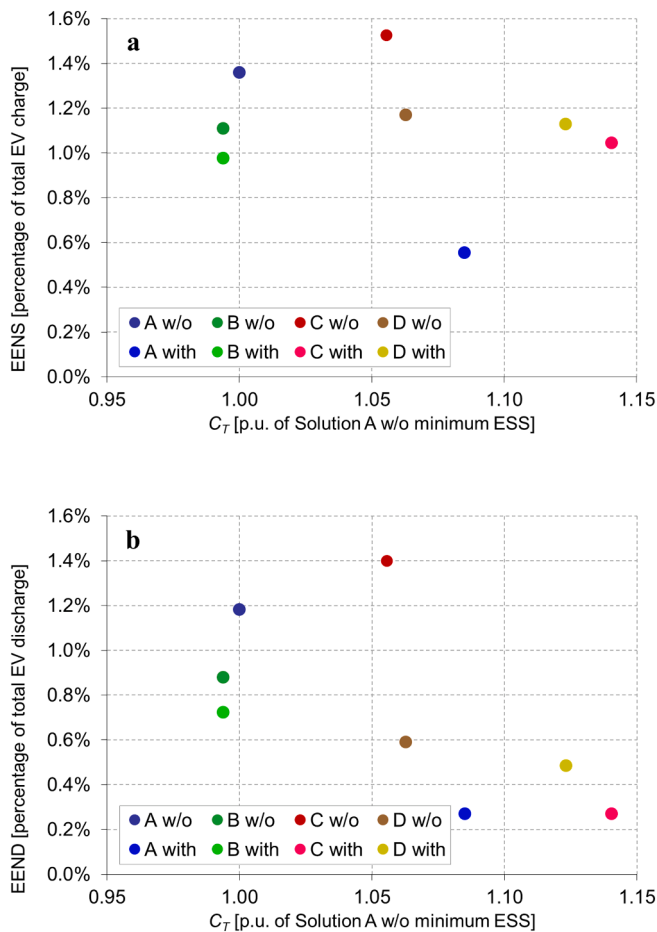 a
EENS [percentage of total EV charge]
1.6%
1.4%
1.2%
1.0%
0.8%
0.6%
0.4%
0.2%
0.0%
A w/o B w/o C w/o D w/o
A with B with C with D with
0.95 1.00 1.05 1.10 1.15
C_T [p.u. of Solution A w/o minimum ESS]
b
EEND [percentage of total EV discharge]
1.6%
1.4%
1.2%
1.0%
0.8%
0.6%
0.4%
0.2%
0.0%
A w/o B w/o C w/o D w/o
A with B with C with D with
0.95 1.00 1.05 1.10 1.15
C_T [p.u. of Solution A w/o minimum ESS]